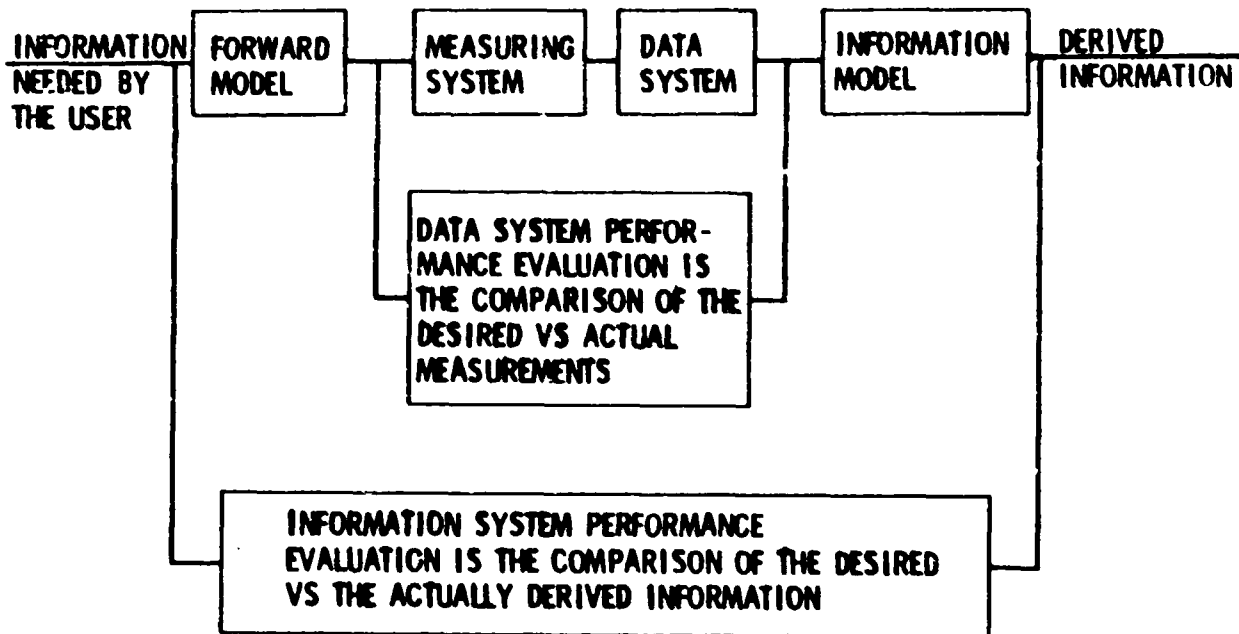 INFORMATION
NEEDED BY
THE USER
FORWARD
MODEL
MEASURING
SYSTEM
DATA
SYSTEM
INFORMATION
MODEL
DERIVED
INFORMATION
DATA SYSTEM PERFOR-
MANCE EVALUATION IS
THE COMPARISON OF THE
DESIRED VS ACTUAL
MEASUREMENTS
INFORMATION SYSTEM PERFORMANCE
EVALUATION IS THE COMPARISON OF THE DESIRED
VS THE ACTUALLY DERIVED INFORMATION